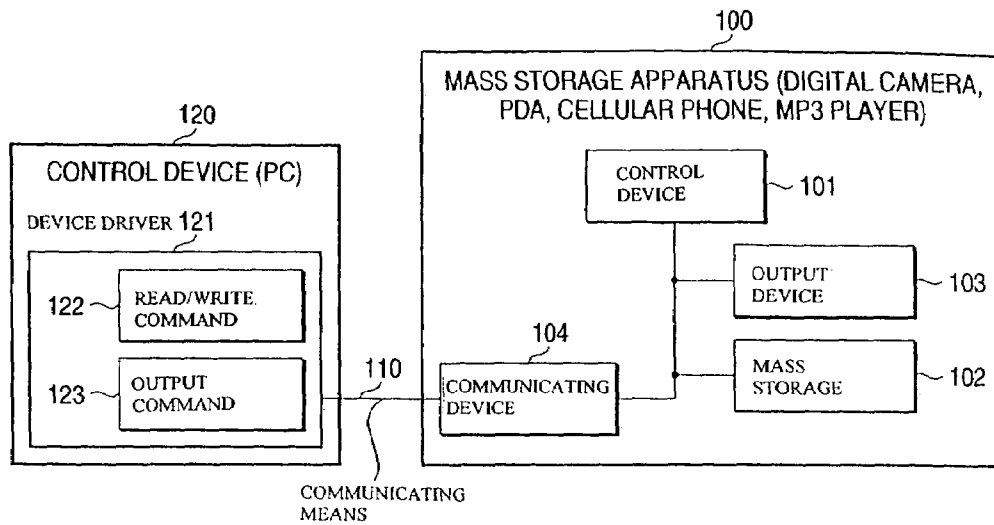 100
MASS STORAGE APPARATUS (DIGITAL CAMERA,
PDA, CELLULAR PHONE, MP3 PLAYER)
120
CONTROL DEVICE (PC)
CONTROL
DEVICE
101
DEVICE DRIVER 121
122
READ/WRITE
COMMAND
OUTPUT
DEVICE
103
104
123
OUTPUT
COMMAND
110
COMMUNICATING
DEVICE
MASS
STORAGE
102
COMMUNICATING
MEANS